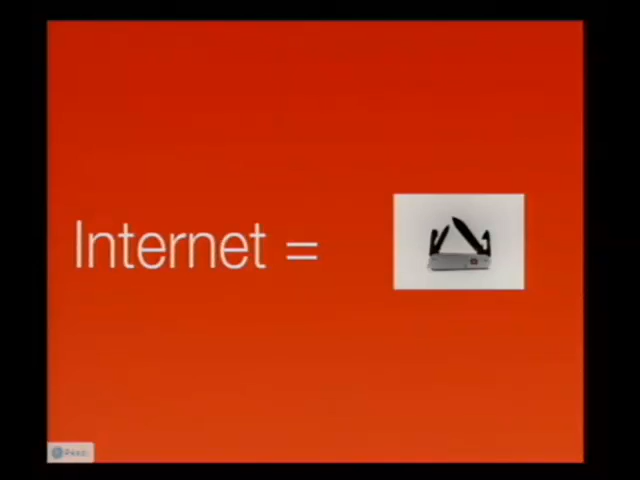 Internet =